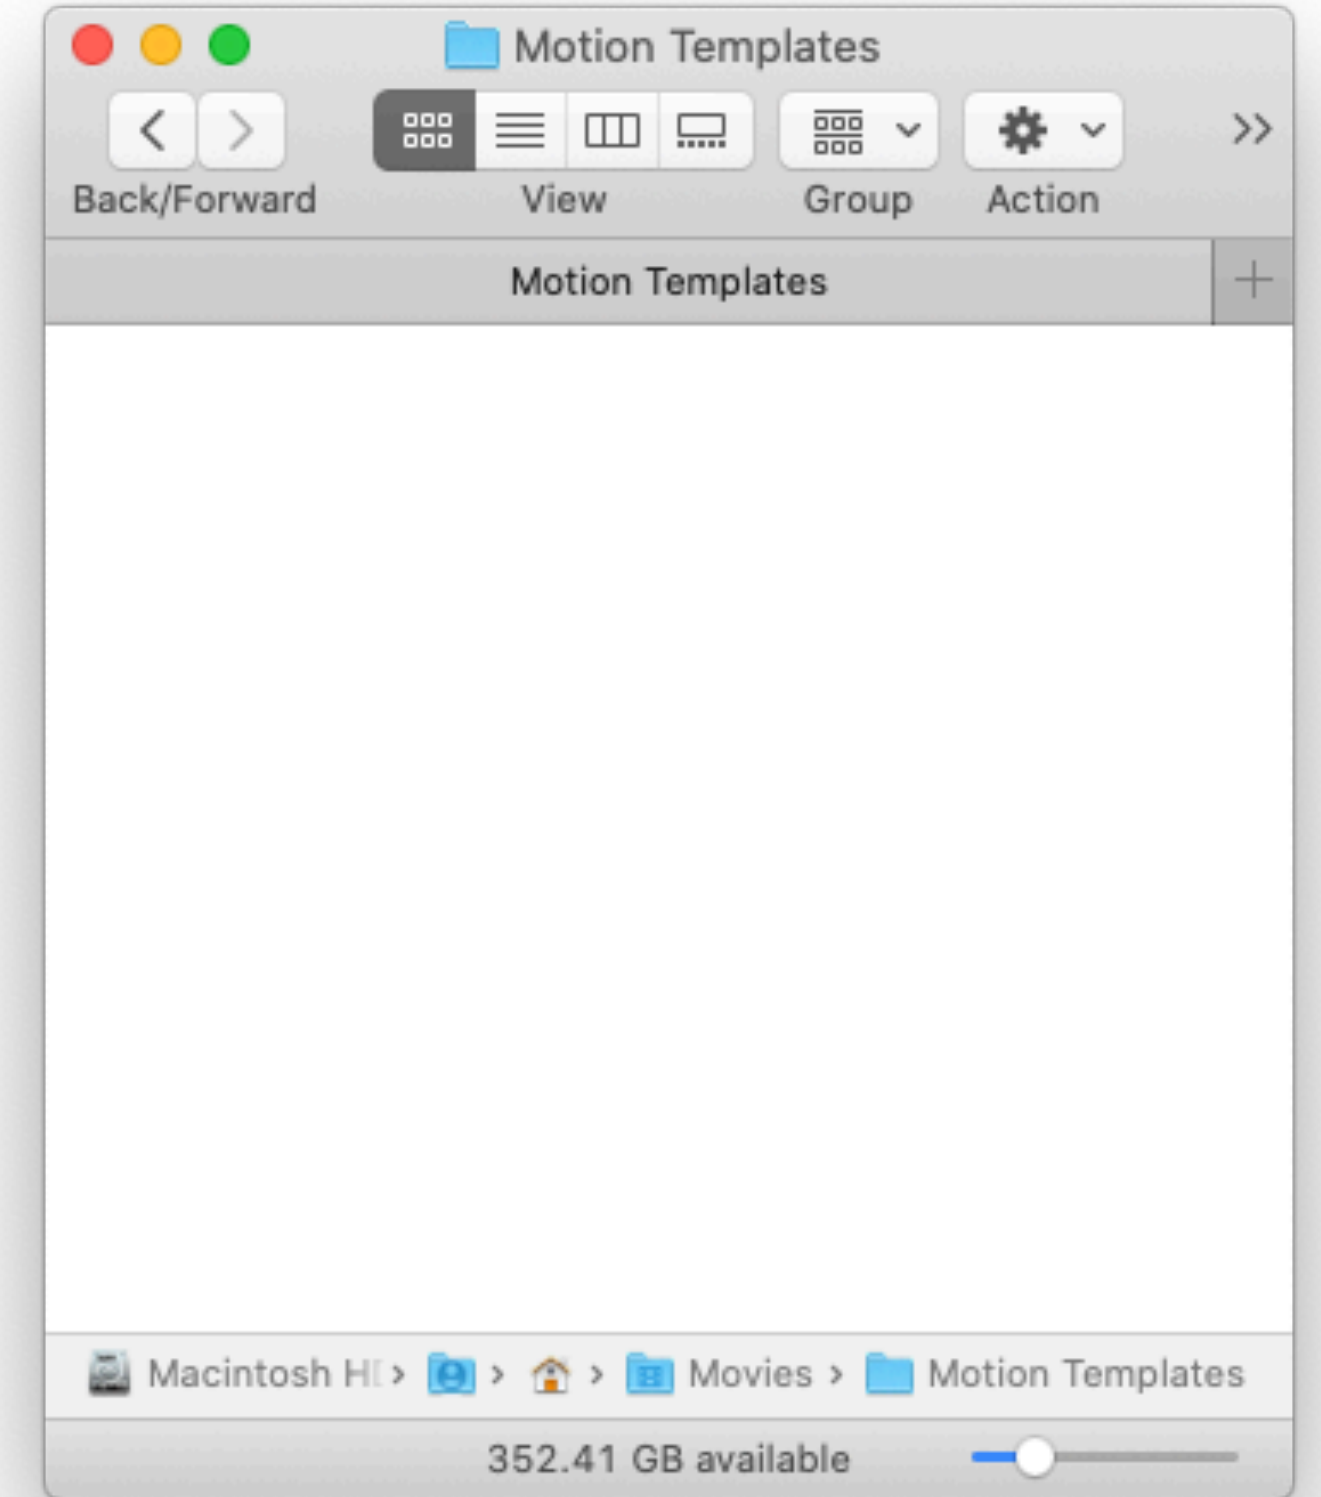 Motion Templates
Back/Forward View Group Action
Motion Templates
Macintosh H Movies Motion Templates
352.41 GB available